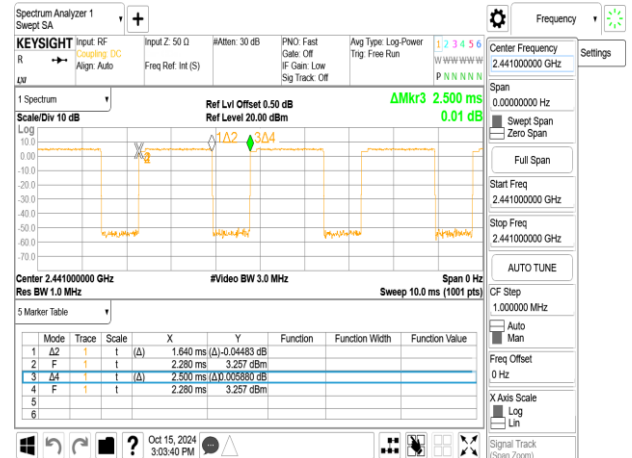 Spectrum Analyzer 1
Swept SA
+
Frequency
KEYSIGHT Input: RF Input Z: 50 Ω #Atten: 30 dB PNO: Fast Avg Type: Log-Power 1 2 3 4 5 6
R Coupling: DC Gate: Off Trig: Free Run
Align: Auto Freq Ref: Int (S) IF Gain: Low W W W W W W
Sig Track: Off P N N N N N
LXI
Center Frequency
2.441000000 GHz
Settings
1 Spectrum
Ref Lvl Offset 0.50 dB ΔMkr3 2.500 ms
Scale/Div 10 dB Ref Level 20.00 dBm 0.01 dB
Log
10.0
0.00
-10.0
-20.0
-30.0
-40.0
-50.0
-60.0
-70.0
1Δ2 3Δ4
Center 2.441000000 GHz #Video BW 3.0 MHz Span 0 Hz
Res BW 1.0 MHz Sweep 10.0 ms (1001 pts)
Span
0.00000000 Hz
Swept Span
Zero Span
Full Span
Start Freq
2.441000000 GHz
Stop Freq
2.441000000 GHz
AUTO TUNE
CF Step
1.000000 MHz
Auto
Man
Freq Offset
0 Hz
X Axis Scale
Log
Lin
Signal Track
(Span Zoom)
5 Marker Table
Mode Trace Scale X Y Function Function Width Function Value
1 Δ2 1 t (Δ) 1.640 ms (Δ) -0.04483 dB
2 F 1 t 2.280 ms 3.257 dBm
3 Δ4 1 t (Δ) 2.500 ms (Δ) 0.005880 dB
4 F 1 t 2.280 ms 3.257 dBm
5
6
?
Oct 15, 2024
3:03:40 PM